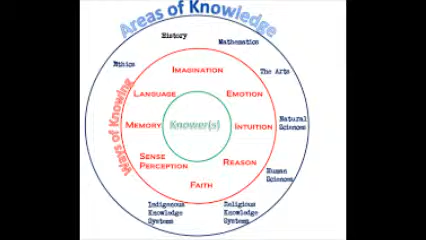 Areas of Knowledge
History
Mathematics
Ethics
The Arts
IMAGINATION
LANGUAGE
EMOTION
Ways of Knowing
MEMORY
Knower(s)
INTUITION
Natural
Sciences
SENSE
PERCEPTION
REASON
Human
Sciences
FAITH
Indigenous
Knowledge
Systems
Religious
Knowledge
Systems